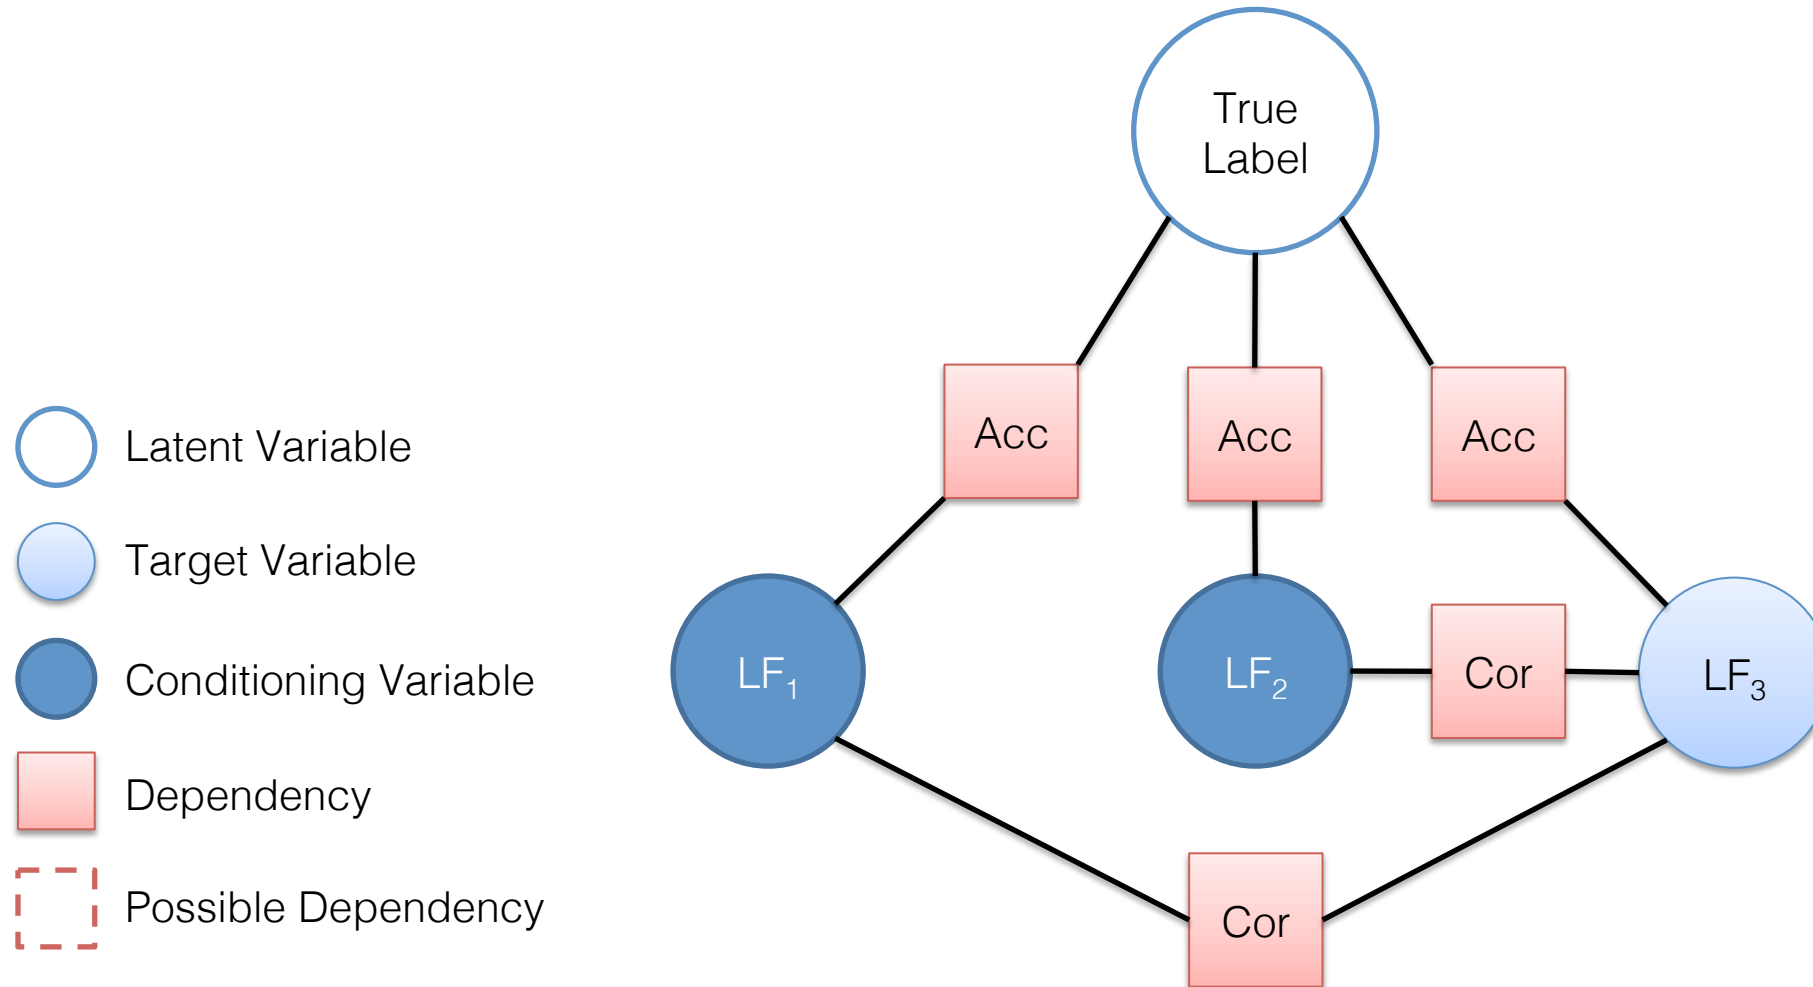 True
Label
Acc
Acc
Acc
Latent Variable
Target Variable
Conditioning Variable
Dependency
Possible Dependency
LF₁
LF₂
Cor
LF₃
Cor